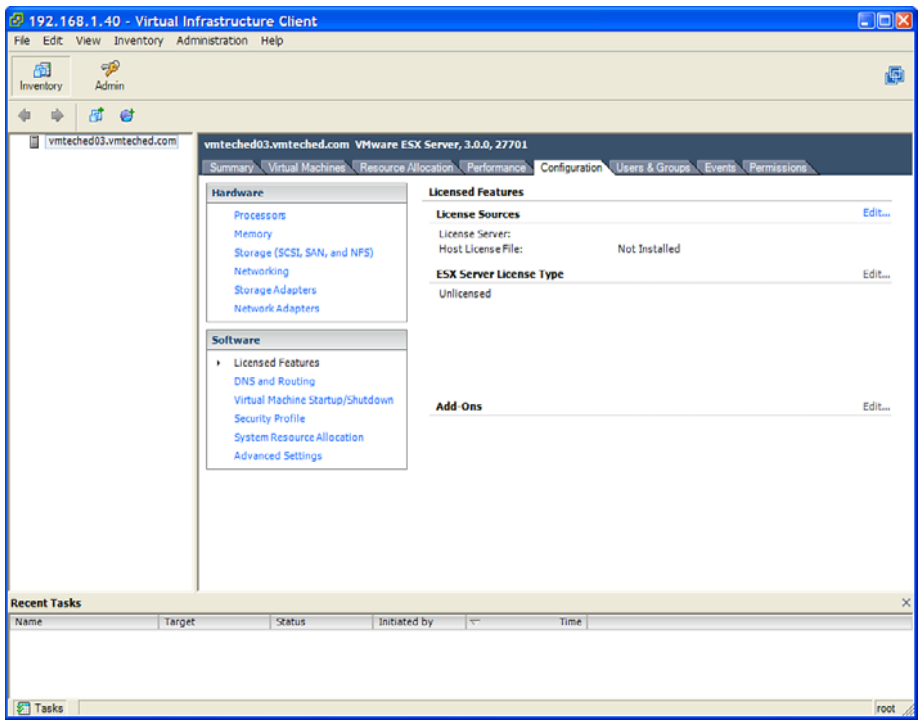 192.168.1.40 - Virtual Infrastructure Client
File Edit View Inventory Administration Help
Inventory Admin
vmteched03.vmteched.com
vmteched03.vmteched.com VMware ESX Server, 3.0.0, 27701
Summary Virtual Machines Resource Allocation Performance Configuration Users & Groups Events Permissions
Hardware
Processors
Memory
Storage (SCSI, SAN, and NFS)
Networking
Storage Adapters
Network Adapters
Software
Licensed Features
DNS and Routing
Virtual Machine Startup/Shutdown
Security Profile
System Resource Allocation
Advanced Settings
Licensed Features
License Sources Edit...
License Server:
Host License File: Not Installed
ESX Server License Type Edit...
Unlicensed
Add-Ons Edit...
Recent Tasks
Name Target Status Initiated by Time
Tasks root